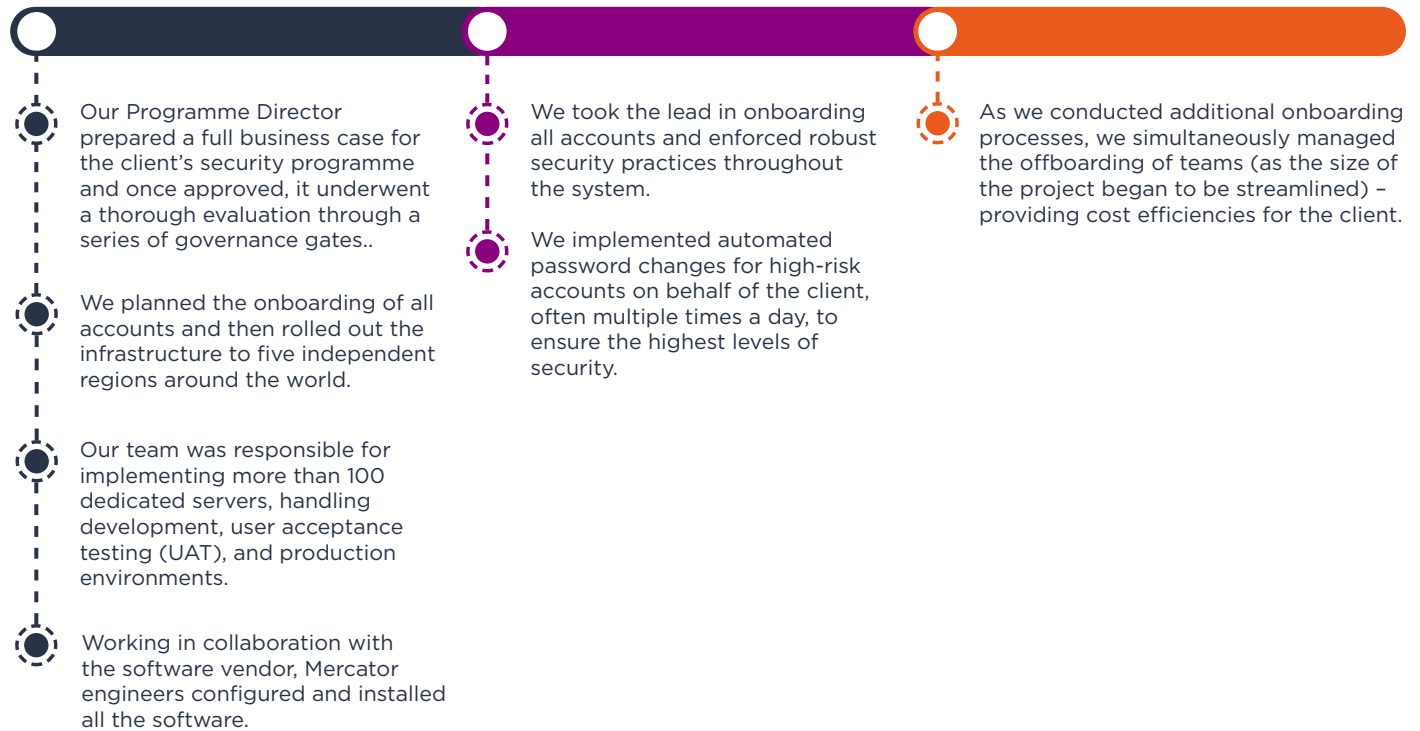 Our Programme Director
prepared a full business case for
the client's security programme
and once approved, it underwent
a thorough evaluation through a
series of governance gates..
We planned the onboarding of all
accounts and then rolled out the
infrastructure to five independent
regions around the world.
Our team was responsible for
implementing more than 100
dedicated servers, handling
development, user acceptance
testing (UAT), and production
environments.
Working in collaboration with
the software vendor, Mercator
engineers configured and installed
all the software.
We took the lead in onboarding
all accounts and enforced robust
security practices throughout
the system.
We implemented automated
password changes for high-risk
accounts on behalf of the client,
often multiple times a day, to
ensure the highest levels of
security.
As we conducted additional onboarding
processes, we simultaneously managed
the offboarding of teams (as the size of
the project began to be streamlined) –
providing cost efficiencies for the client.